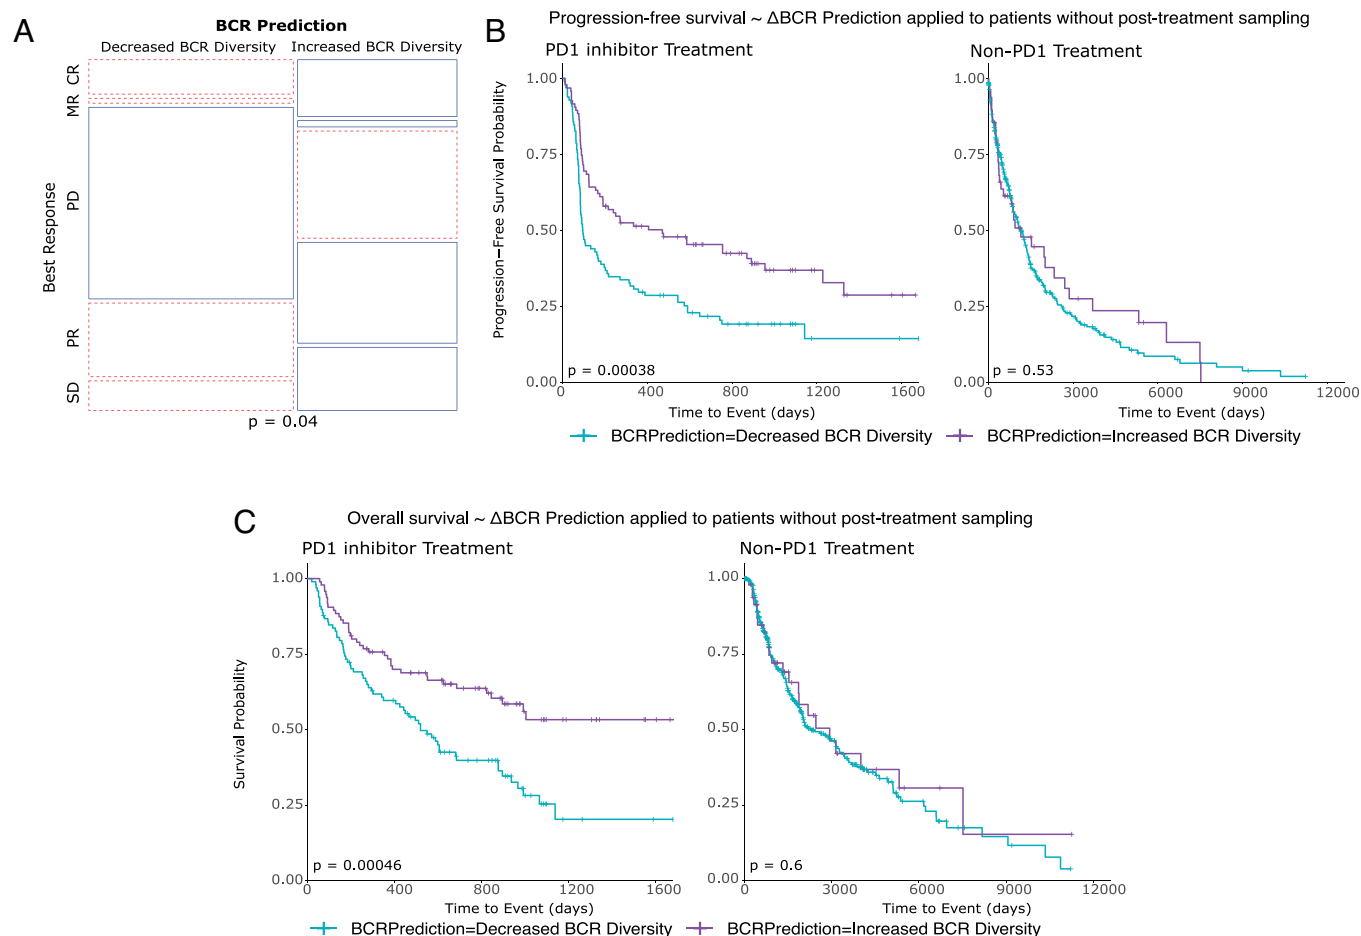 A
BCR Prediction
Decreased BCR Diversity Increased BCR Diversity
CR
MR
PD
PR
SD
Best Response
p = 0.04
B
Progression-free survival ~ ΔBCR Prediction applied to patients without post-treatment sampling
PD1 inhibitor Treatment
Progression−Free Survival Probability
1.00
0.75
0.50
0.25
0.00
p = 0.00038
0 400 800 1200 1600
Time to Event (days)
Non-PD1 Treatment
1.00
0.75
0.50
0.25
0.00
p = 0.53
0 3000 6000 9000 12000
Time to Event (days)
BCRPrediction=Decreased BCR Diversity BCRPrediction=Increased BCR Diversity
C
Overall survival ~ ΔBCR Prediction applied to patients without post-treatment sampling
PD1 inhibitor Treatment
Survival Probability
1.00
0.75
0.50
0.25
0.00
p = 0.00046
0 400 800 1200 1600
Time to Event (days)
Non-PD1 Treatment
1.00
0.75
0.50
0.25
0.00
p = 0.6
0 3000 6000 9000 12000
Time to Event (days)
BCRPrediction=Decreased BCR Diversity BCRPrediction=Increased BCR Diversity